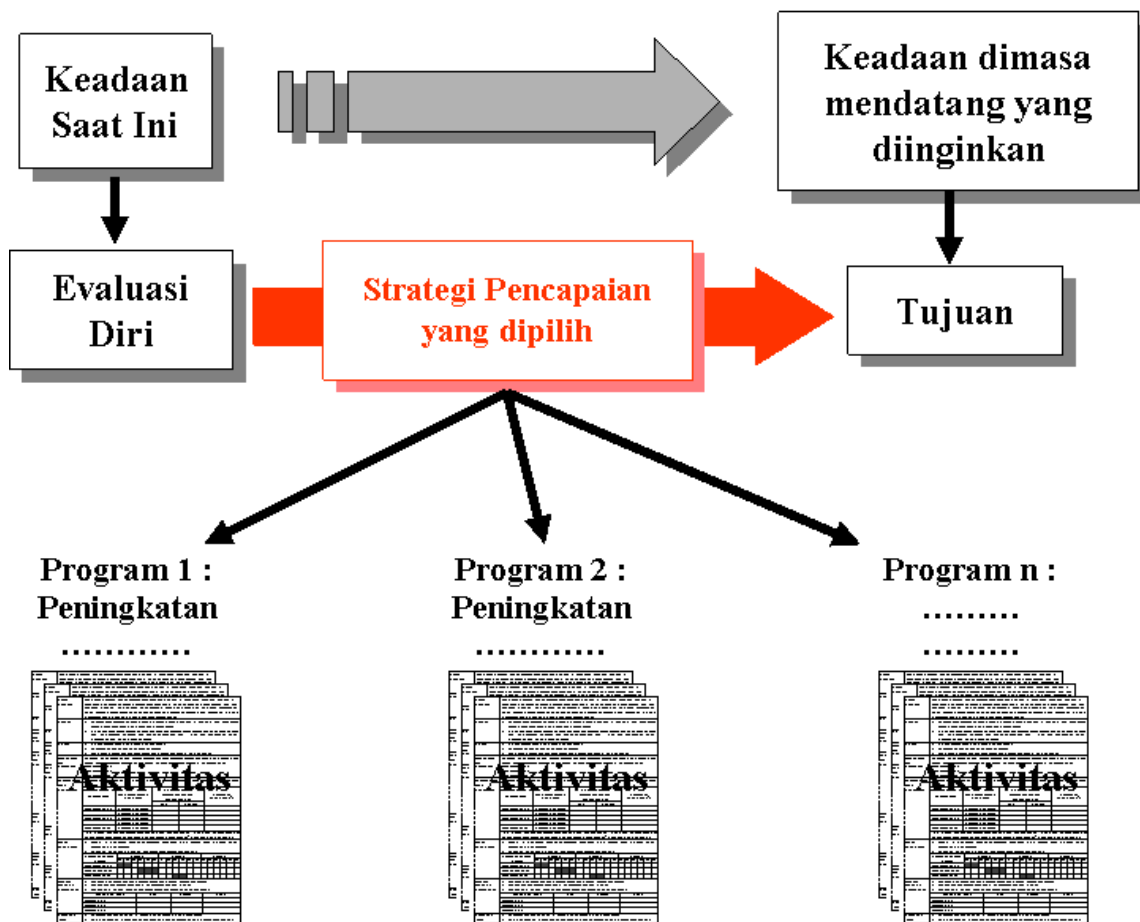 Keadaan
Saat Ini
Keadaan dimasa
mendatang yang
diinginkan
Evaluasi
Diri
Strategi Pencapaian
yang dipilih
Tujuan
Program 1 :
Peningkatan
............
Program 2 :
Peningkatan
............
Program n :
.........
.........
Aktivitas
Aktivitas
Aktivitas